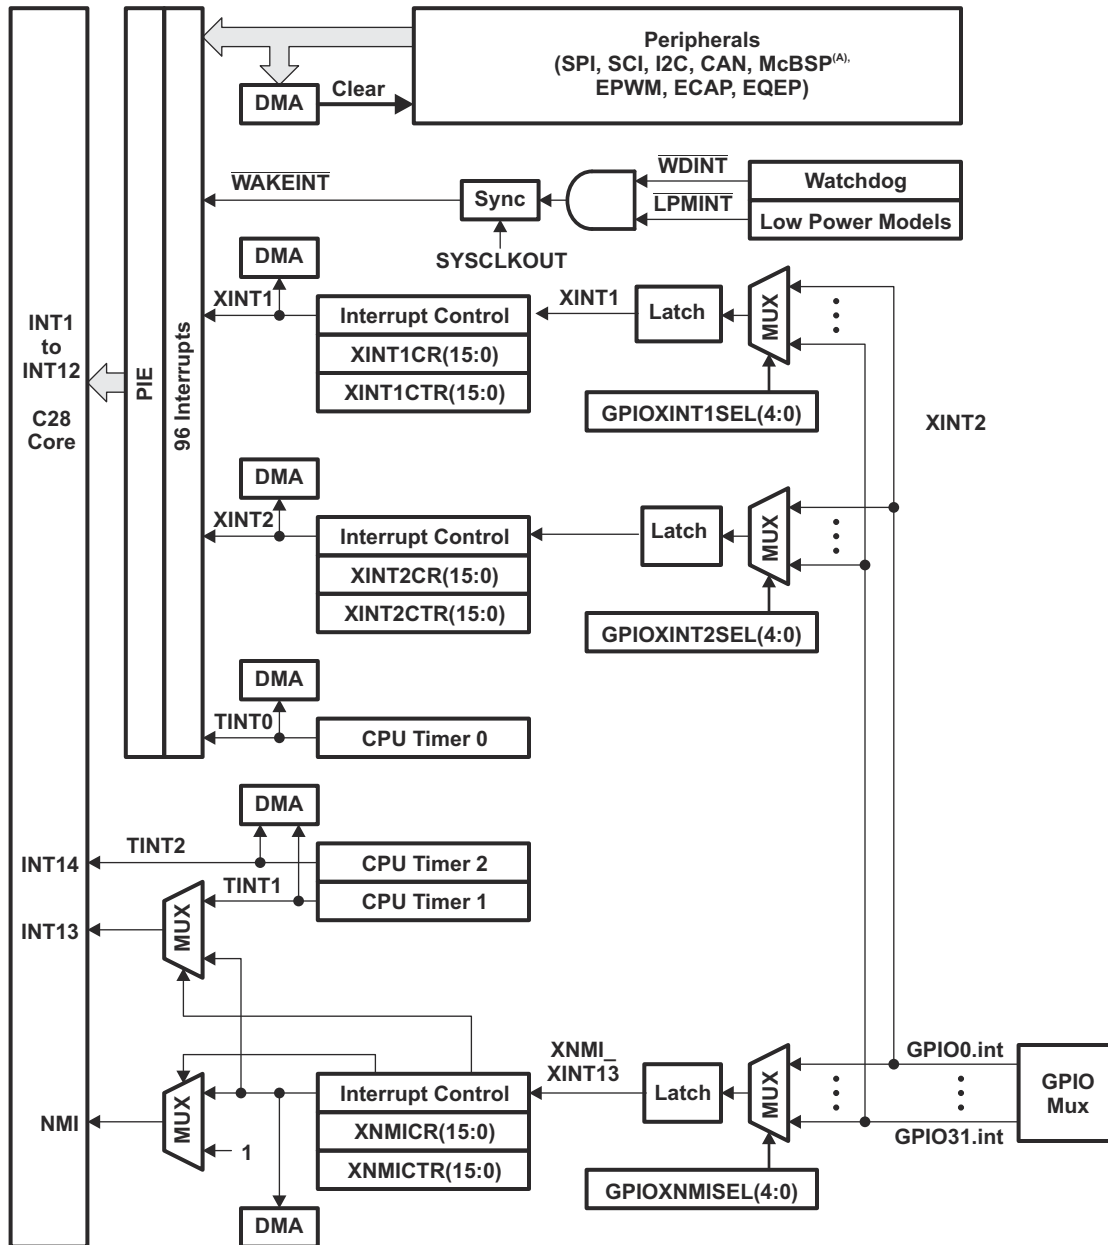 Peripherals
(SPI, SCI, I2C, CAN, McBSP(A),
EPWM, ECAP, EQEP)
DMA
Clear
WDINT
Watchdog
WAKEINT
Sync
LPMINT
Low Power Models
SYSCLKOUT
DMA
XINT1
Interrupt Control
XINT1
Latch
MUX
XINT1CR(15:0)
XINT1CTR(15:0)
GPIOXINT1SEL(4:0)
INT1
to
INT12
C28
Core
PIE
96 Interrupts
XINT2
DMA
XINT2
Interrupt Control
Latch
MUX
XINT2CR(15:0)
XINT2CTR(15:0)
GPIOXINT2SEL(4:0)
DMA
TINT0
CPU Timer 0
DMA
INT14
TINT2
CPU Timer 2
TINT1
CPU Timer 1
INT13
MUX
XNMI_
XINT13
GPIO0.int
Interrupt Control
Latch
MUX
GPIO
Mux
NMI
MUX
XNMICR(15:0)
GPIO31.int
1
XNMICTR(15:0)
GPIOXNMISEL(4:0)
DMA